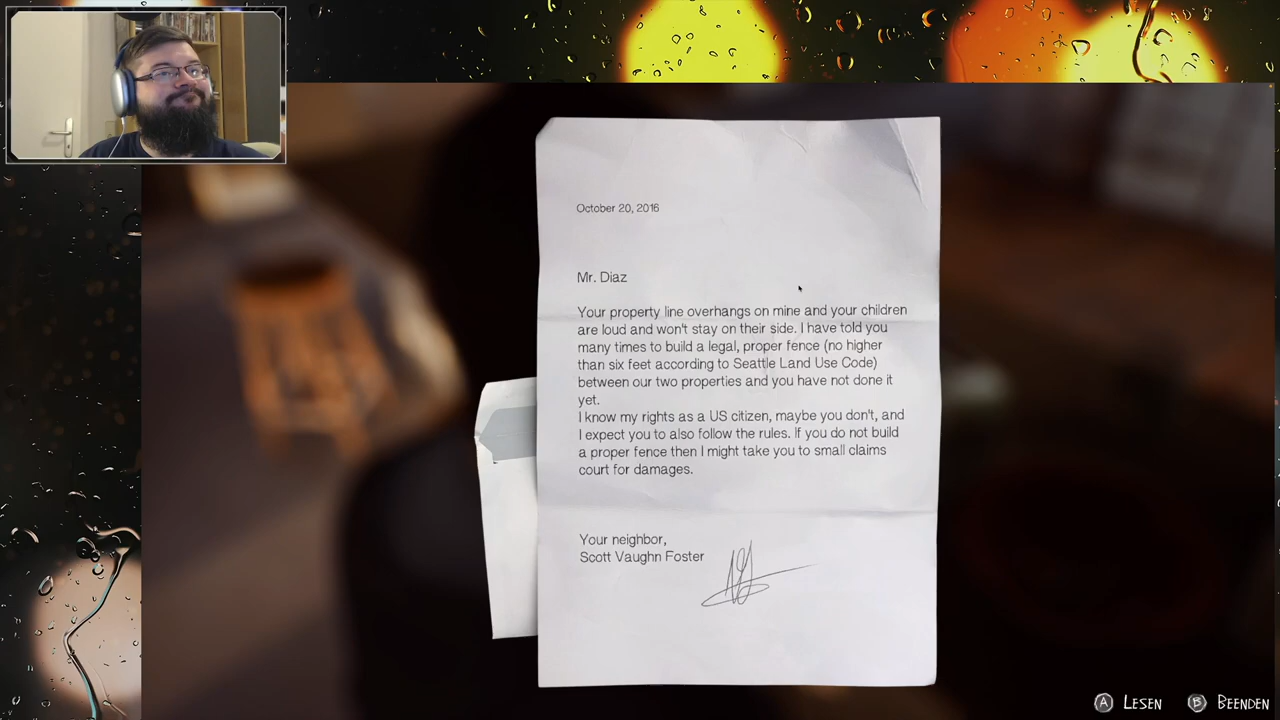 October 20, 2016
Mr. Diaz
Your property line overhangs on mine and your children
are loud and won't stay on their side. I have told you
many times to build a legal, proper fence (no higher
than six feet according to Seattle Land Use Code)
between our two properties and you have not done it
yet.
I know my rights as a US citizen, maybe you don't, and
I expect you to also follow the rules. If you do not build
a proper fence then I might take you to small claims
court for damages.
Your neighbor,
Scott Vaughn Foster
A LESEN B BEENDEN